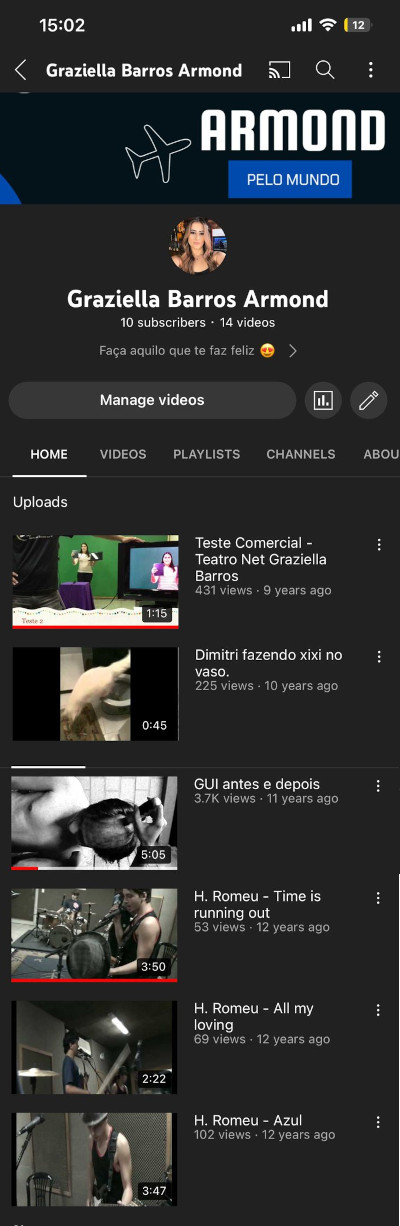 15:02
12
Graziella Barros Armond
ARMOND
PELO MUNDO
Graziella Barros Armond
10 subscribers · 14 videos
Faça aquilo que te faz feliz 😍
Manage videos
HOME
VIDEOS
PLAYLISTS
CHANNELS
ABOU
Uploads
Teste Comercial -
Teatro Net Graziella
Barros
431 views · 9 years ago
1:15
Teste 2
Dimitri fazendo xixi no
vaso.
225 views · 10 years ago
0:45
GUI antes e depois
3.7K views · 11 years ago
5:05
H. Romeu - Time is
running out
53 views · 12 years ago
3:50
H. Romeu - All my
loving
69 views · 12 years ago
2:22
H. Romeu - Azul
102 views · 12 years ago
3:47